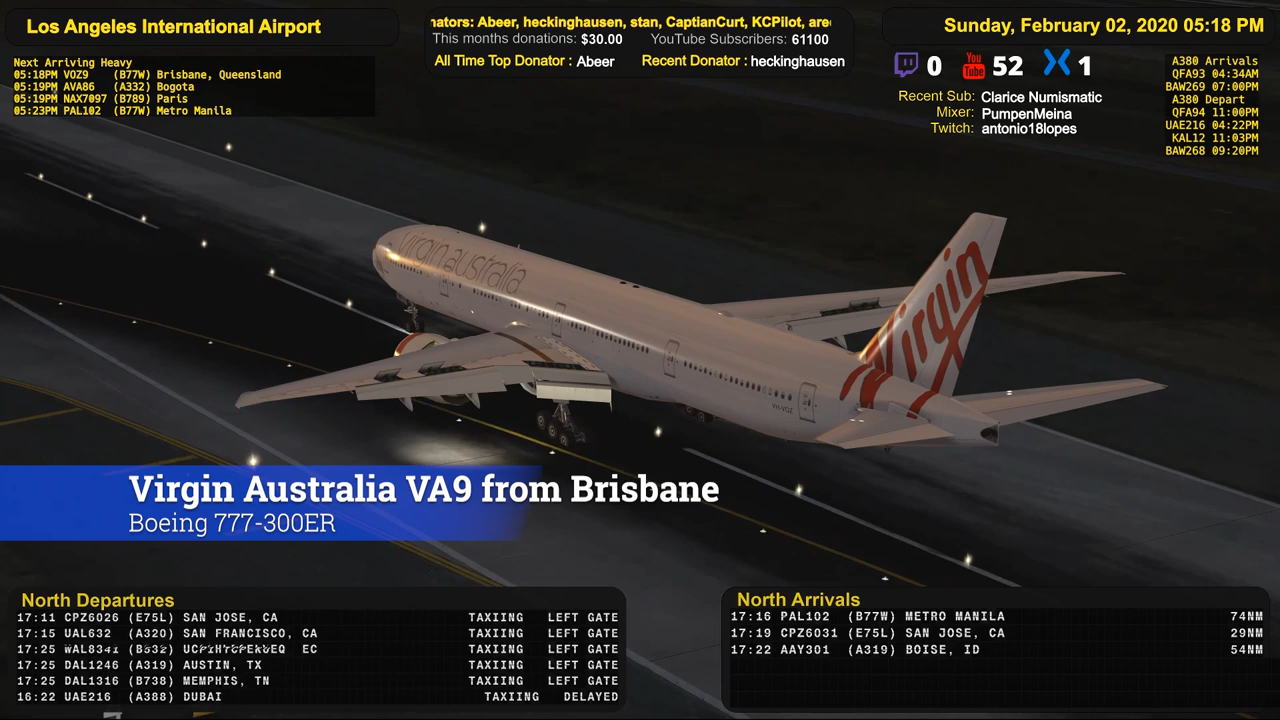 Los Angeles International Airport
Next Arriving Heavy
05:18PM VOZ9 (B77W) Brisbane, Queensland
05:19PM AVA86 (A332) Bogota
05:19PM NAX7097 (B789) Paris
05:23PM PAL102 (B77W) Metro Manila
nators: Abeer, heckinghausen, stan, CaptianCurt, KCPilot, are
This months donations: $30.00 YouTube Subscribers: 61100
All Time Top Donator : Abeer Recent Donator : heckinghausen
Sunday, February 02, 2020 05:18 PM
0 You Tube 52 1
Recent Sub: Clarice Numismatic
Mixer: PumpenMeina
Twitch: antonio18lopes
A380 Arrivals
QFA93 04:34AM
BAW269 07:00PM
A380 Depart
QFA94 11:00PM
UAE216 04:22PM
KAL12 11:03PM
BAW268 09:20PM
virgin australia
Virgin
Virgin Australia VA9 from Brisbane
Boeing 777-300ER
North Departures
17:11 CPZ6026 (E75L) SAN JOSE, CA TAXIING LEFT GATE
17:15 UAL632 (A320) SAN FRANCISCO, CA TAXIING LEFT GATE
17:25 TAXIING LEFT GATE
17:25 DAL1246 (A319) AUSTIN, TX TAXIING LEFT GATE
17:25 DAL1316 (B738) MEMPHIS, TN TAXIING LEFT GATE
16:22 UAE216 (A388) DUBAI TAXIING DELAYED
North Arrivals
17:16 PAL102 (B77W) METRO MANILA 74NM
17:19 CPZ6031 (E75L) SAN JOSE, CA 29NM
17:22 AAY301 (A319) BOISE, ID 54NM